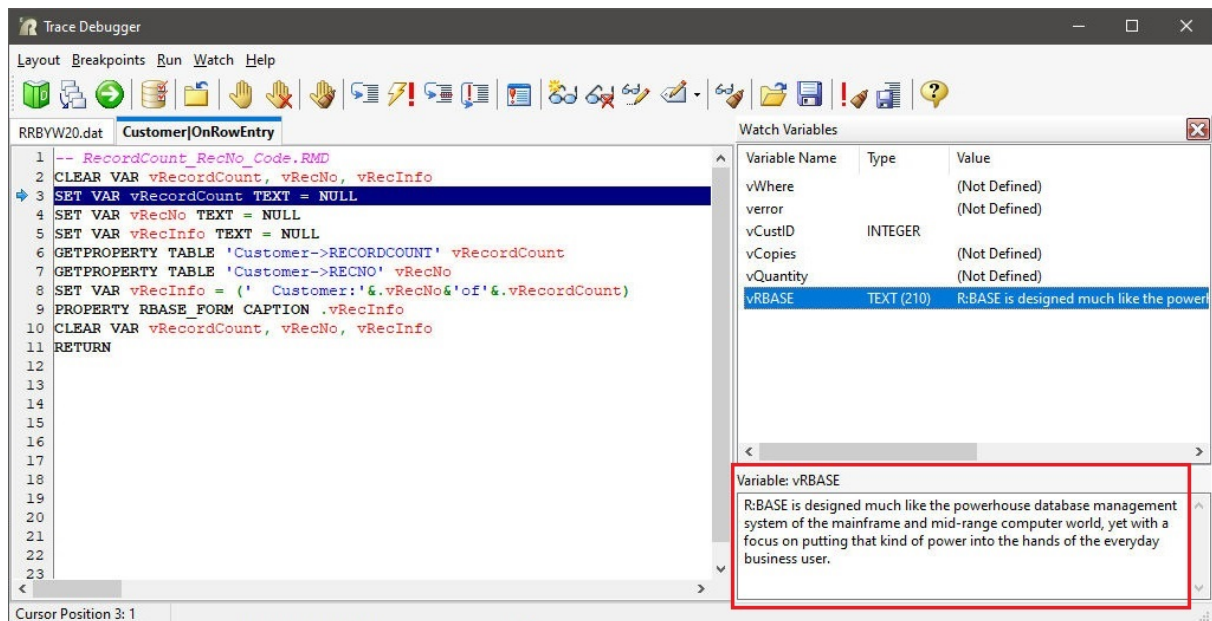 Trace Debugger
Layout Breakpoints Run Watch Help
RRBYW20.dat Customer|OnRowEntry
1 -- RecordCount_RecNo_Code.RMD
2 CLEAR VAR vRecordCount, vRecNo, vRecInfo
3 SET VAR vRecordCount TEXT = NULL
4 SET VAR vRecNo TEXT = NULL
5 SET VAR vRecInfo TEXT = NULL
6 GETPROPERTY TABLE 'Customer->RECORDCOUNT' vRecordCount
7 GETPROPERTY TABLE 'Customer->RECNO' vRecNo
8 SET VAR vRecInfo = ('  Customer:'&.vRecNo&'of'&.vRecordCount)
9 PROPERTY RBASE_FORM CAPTION .vRecInfo
10 CLEAR VAR vRecordCount, vRecNo, vRecInfo
11 RETURN
12
13
14
15
16
17
18
19
20
21
22
23
Watch Variables
Variable Name Type Value
vWhere (Not Defined)
verror (Not Defined)
vCustID INTEGER
vCopies (Not Defined)
vQuantity (Not Defined)
vRBASE TEXT (210) R:BASE is designed much like the
Variable: vRBASE
R:BASE is designed much like the powerhouse database management
system of the mainframe and mid-range computer world, yet with a
focus on putting that kind of power into the hands of the everyday
business user.
Cursor Position 3: 1